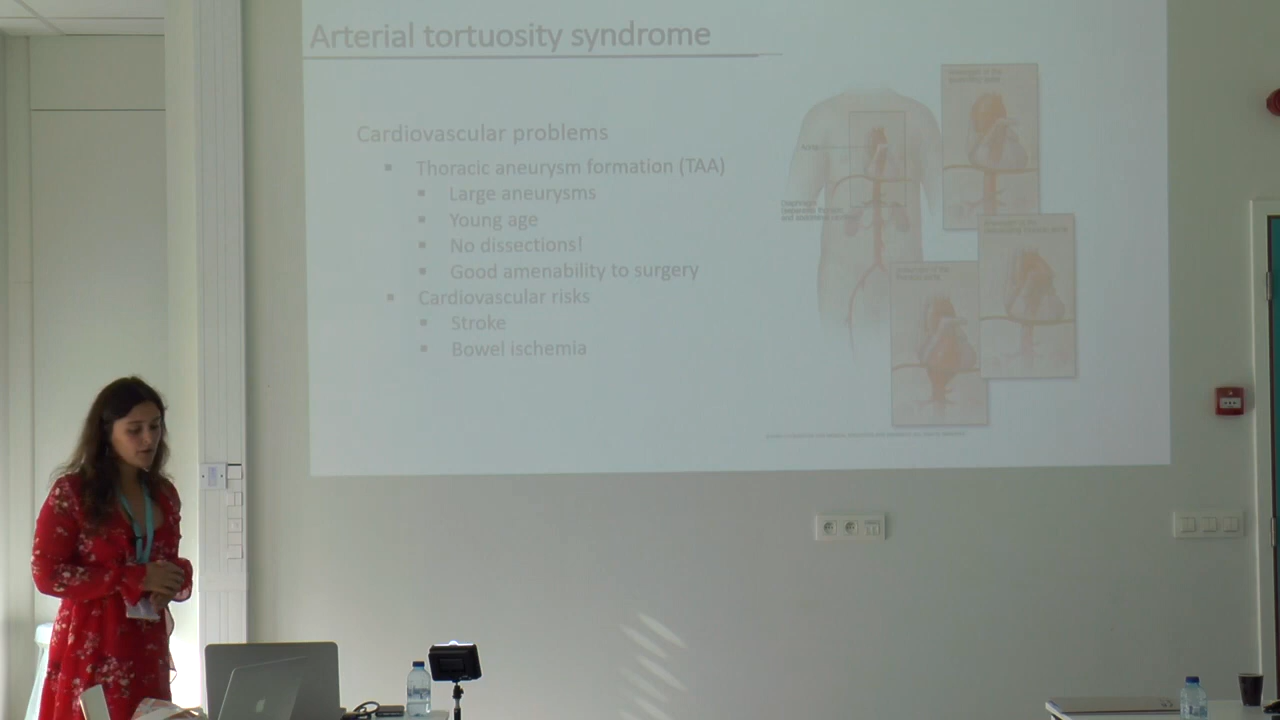 Arterial tortuosity syndrome
Cardiovascular problems
Thoracic aneurysm formation (TAA)
Large aneurysms
Young age
No dissections!
Good amenability to surgery
Cardiovascular risks
Stroke
Bowel ischemia
Diaphragm